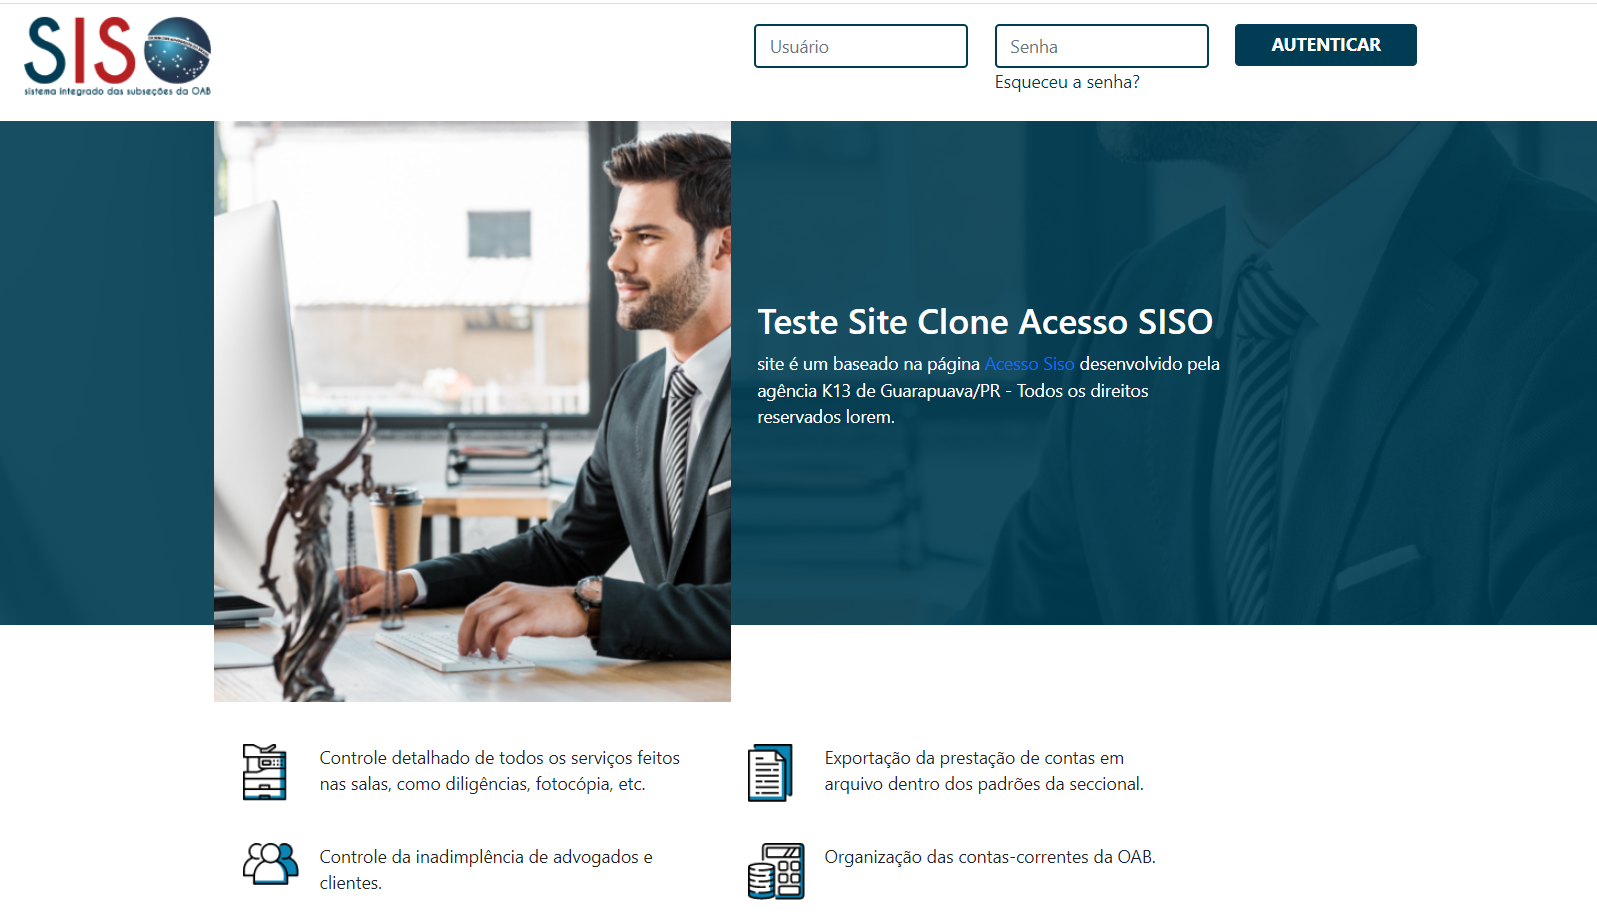 SISO
sistema integrado das subseções da OAB
Usuário
Senha
AUTENTICAR
Esqueceu a senha?
Teste Site Clone Acesso SISO
site é um baseado na página Acesso Siso desenvolvido pela
agência K13 de Guarapuava/PR - Todos os direitos
reservados lorem.
Controle detalhado de todos os serviços feitos
nas salas, como diligências, fotocópia, etc.
Exportação da prestação de contas em
arquivo dentro dos padrões da seccional.
Controle da inadimplência de advogados e
clientes.
Organização das contas-correntes da OAB.